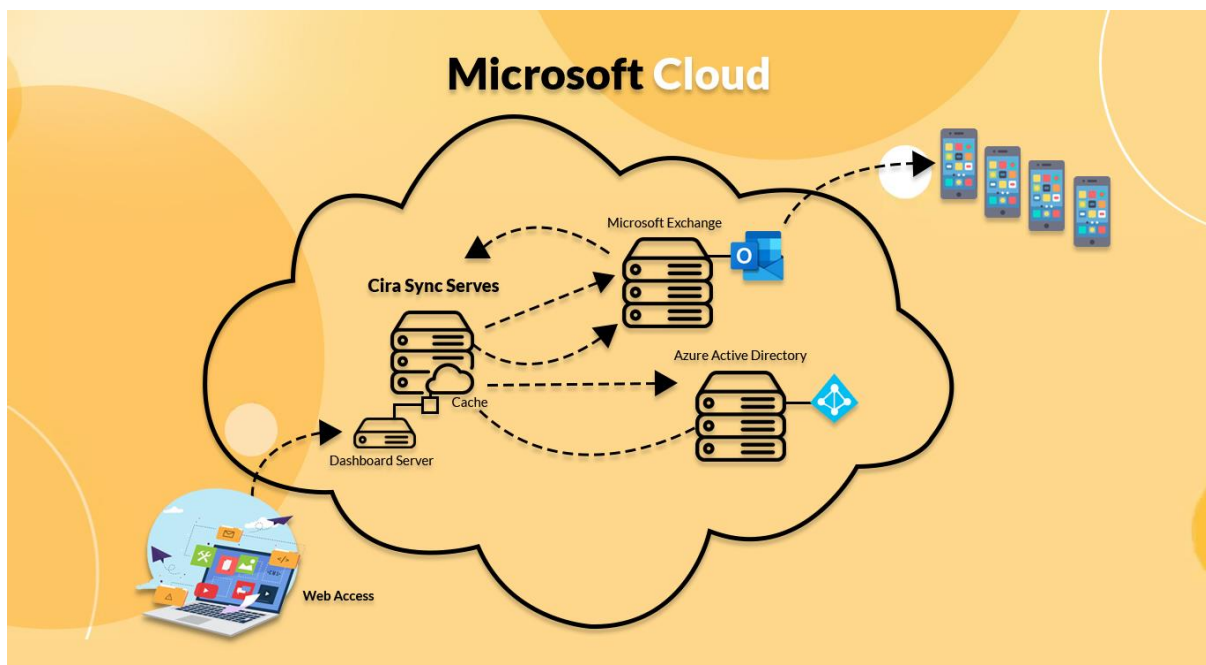 Microsoft Cloud
Microsoft Exchange
Cira Sync Serves
Azure Active Directory
Cache
Dashboard Server
Web Access